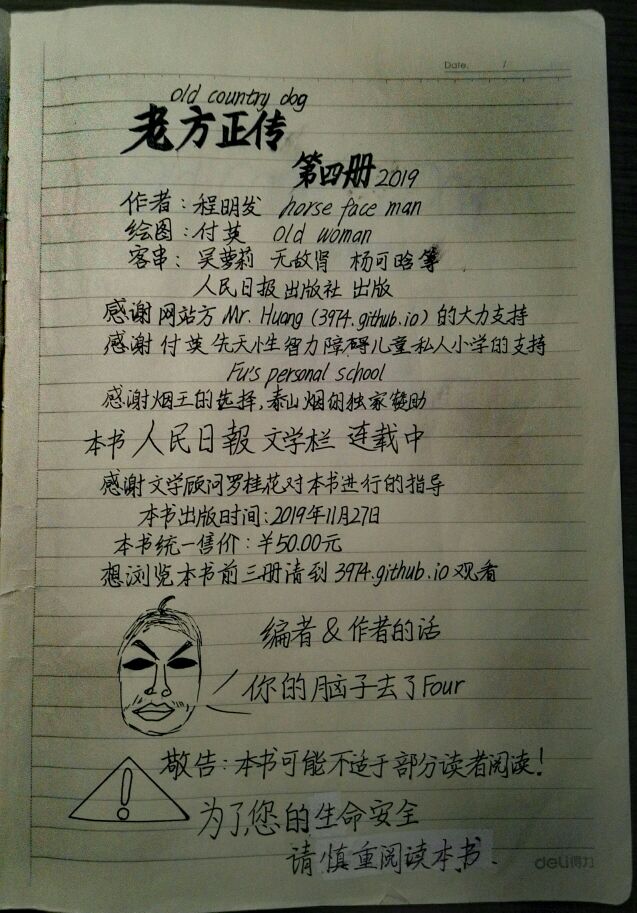 Date. /
old country dog
老方正传
第四册 2019
作者：程明发 horse face man
绘图：付英 old woman
客串：吴萝莉 无敌肾 杨可晗等
人民日报出版社 出版
感谢网站方 Mr. Huang (3974.github.io) 的大力支持
感谢付英先天性智力障碍儿童私人小学的支持
Fu's personal school
感谢烟王的选择,泰山烟的独家赞助
本书人民日報文学栏 连载中
感谢文学顾问罗桂花对本书进行的指导
本书出版时间:2019年11月27日
本书统一售价：￥50.00元
想浏览本书前三册请到 3974.github.io 观看
编者&作者的话
你的脑子去了Four
敬告:本书可能不适于部分读者阅读!
为了您的生命安全
请慎重阅读本书.
deli得力